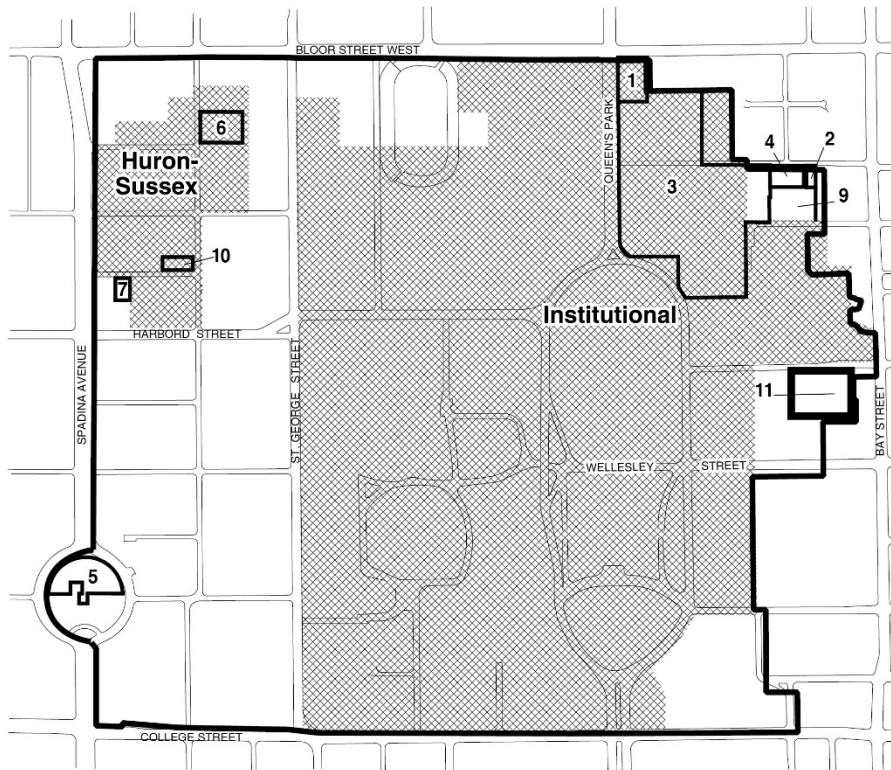 BLOOR STREET WEST
1
QUEEN'S PARK
6
4
2
Huron-
Sussex
3
9
10
7
Institutional
HARBORD STREET
SPADINA AVENUE
ST. GEORGE STREET
11
BAY STREET
WELLESLEY STREET
5
COLLEGE STREET